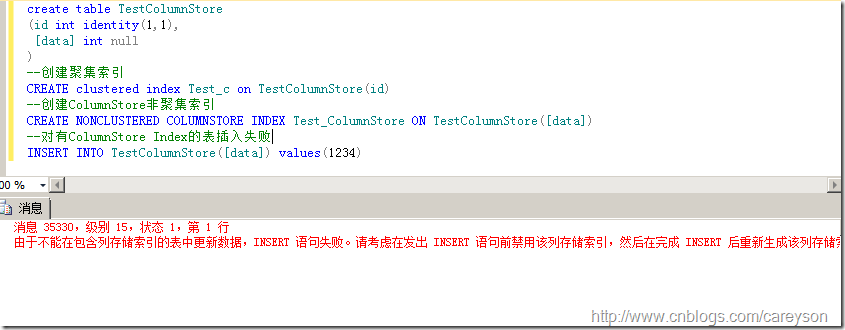 create table TestColumnStore
(id int identity(1,1),
[data] int null
)
--创建聚集索引
CREATE clustered index Test_c on TestColumnStore(id)
--创建ColumnStore非聚集索引
CREATE NONCLUSTERED COLUMNSTORE INDEX Test_ColumnStore ON TestColumnStore([data])
--对有ColumnStore Index的表插入失败
INSERT INTO TestColumnStore([data]) values(1234)
00 %
消息
消息 35330，级别 15，状态 1，第 1 行
由于不能在包含列存储索引的表中更新数据，INSERT 语句失败。请考虑在发出 INSERT 语句前禁用该列存储索引，然后在完成 INSERT 后重新生成该列存储
http://www.cnblogs.com/careyson